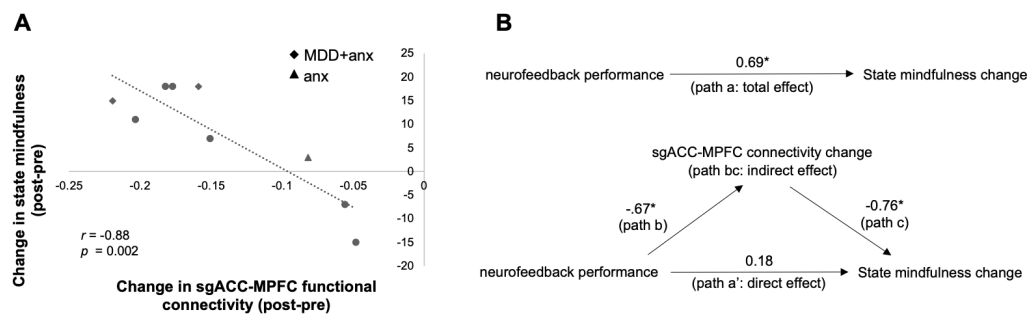 A
Change in state mindfulness
(post-pre)
MDD+anx
anx
25
20
15
10
5
0
-5
-10
-15
-20
-0.25
-0.2
-0.15
-0.1
-0.05
0
r = -0.88
p = 0.002
Change in sgACC-MPFC functional
connectivity (post-pre)
B
neurofeedback performance
0.69*
(path a: total effect)
State mindfulness change
sgACC-MPFC connectivity change
(path bc: indirect effect)
-.67*
(path b)
-0.76*
(path c)
neurofeedback performance
0.18
(path a’: direct effect)
State mindfulness change